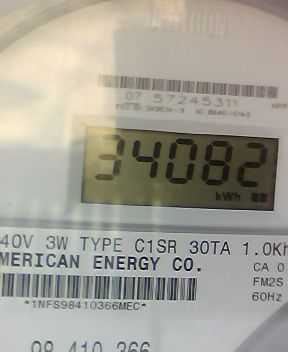 07 57245311
34082
kWh
40V 3W TYPE C1SR 30TA 1.0Kh
MERICAN ENERGY CO.
CA 0
FM2S
60Hz
*1NFS98410366MEC*
98 410 366